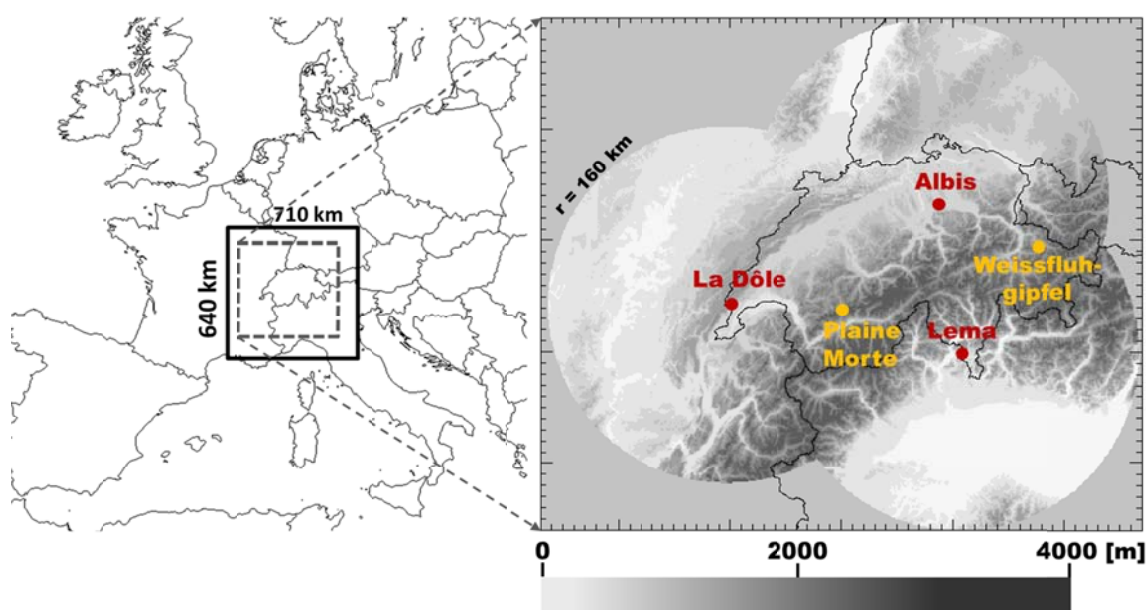 710 km
640 km
r = 160 km
Albis
La Dôle
Weissfluh-
gipfel
Plaine
Morte
Lema
0
2000
4000 [m]